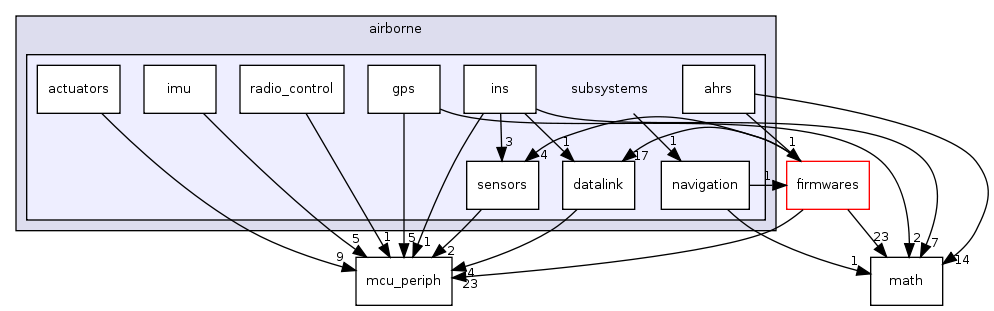 airborne
actuators
imu
radio_control
gps
ins
subsystems
ahrs
3
1
1
1
4
17
sensors
datalink
navigation
1
firmwares
9
5
1
5
1
2
24
23
1
23
2
7
14
mcu_periph
math